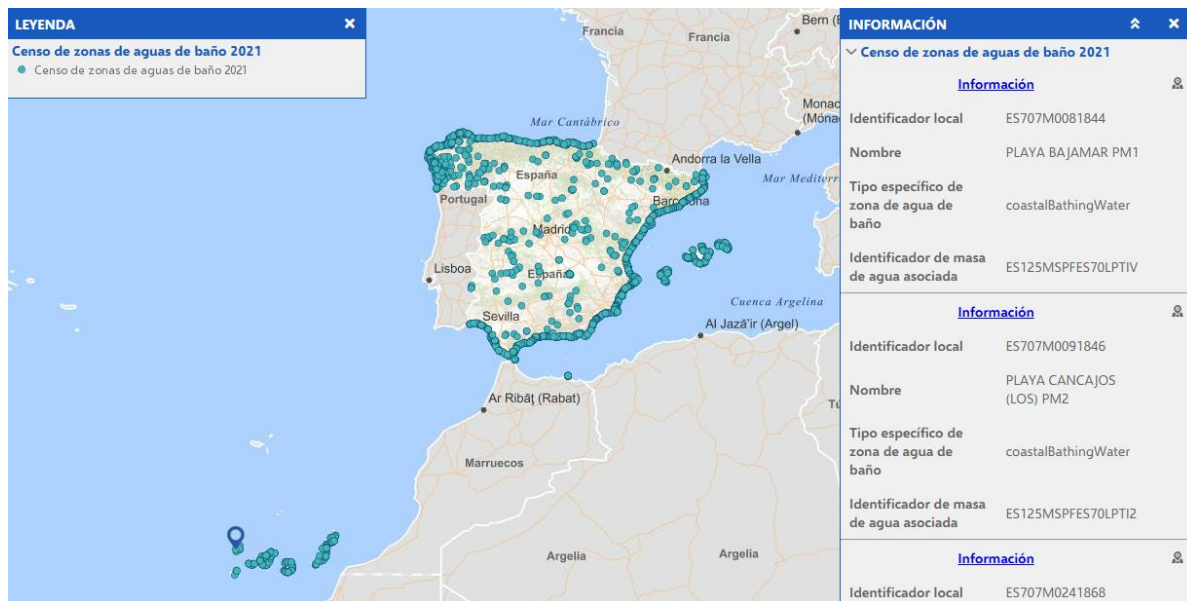 LEYENDA
Censo de zonas de aguas de baño 2021
Censo de zonas de aguas de baño 2021
Francia
Francia
Bern (
Monac
(Móna
Mar Cantábrico
Andorra la Vella
España
Mar Mediterr
Portugal
Barcelona
Madrid
Lisboa
España
Cuenca Argelina
Sevilla
Al Jazā'ir (Argel)
Ar Ribāţ (Rabat)
Marruecos
Argelia
Argelia
INFORMACIÓN
Censo de zonas de aguas de baño 2021
Información
Identificador local ES707M0081844
Nombre PLAYA BAJAMAR PM1
Tipo específico de
zona de agua de
baño coastalBathingWater
Identificador de masa
de agua asociada ES125MSPFES70LPTIV
Información
Identificador local ES707M0091846
Nombre PLAYA CANCAJOS
(LOS) PM2
Tipo específico de
zona de agua de
baño coastalBathingWater
Identificador de masa
de agua asociada ES125MSPFES70LPTI2
Información
Identificador local ES707M0241868